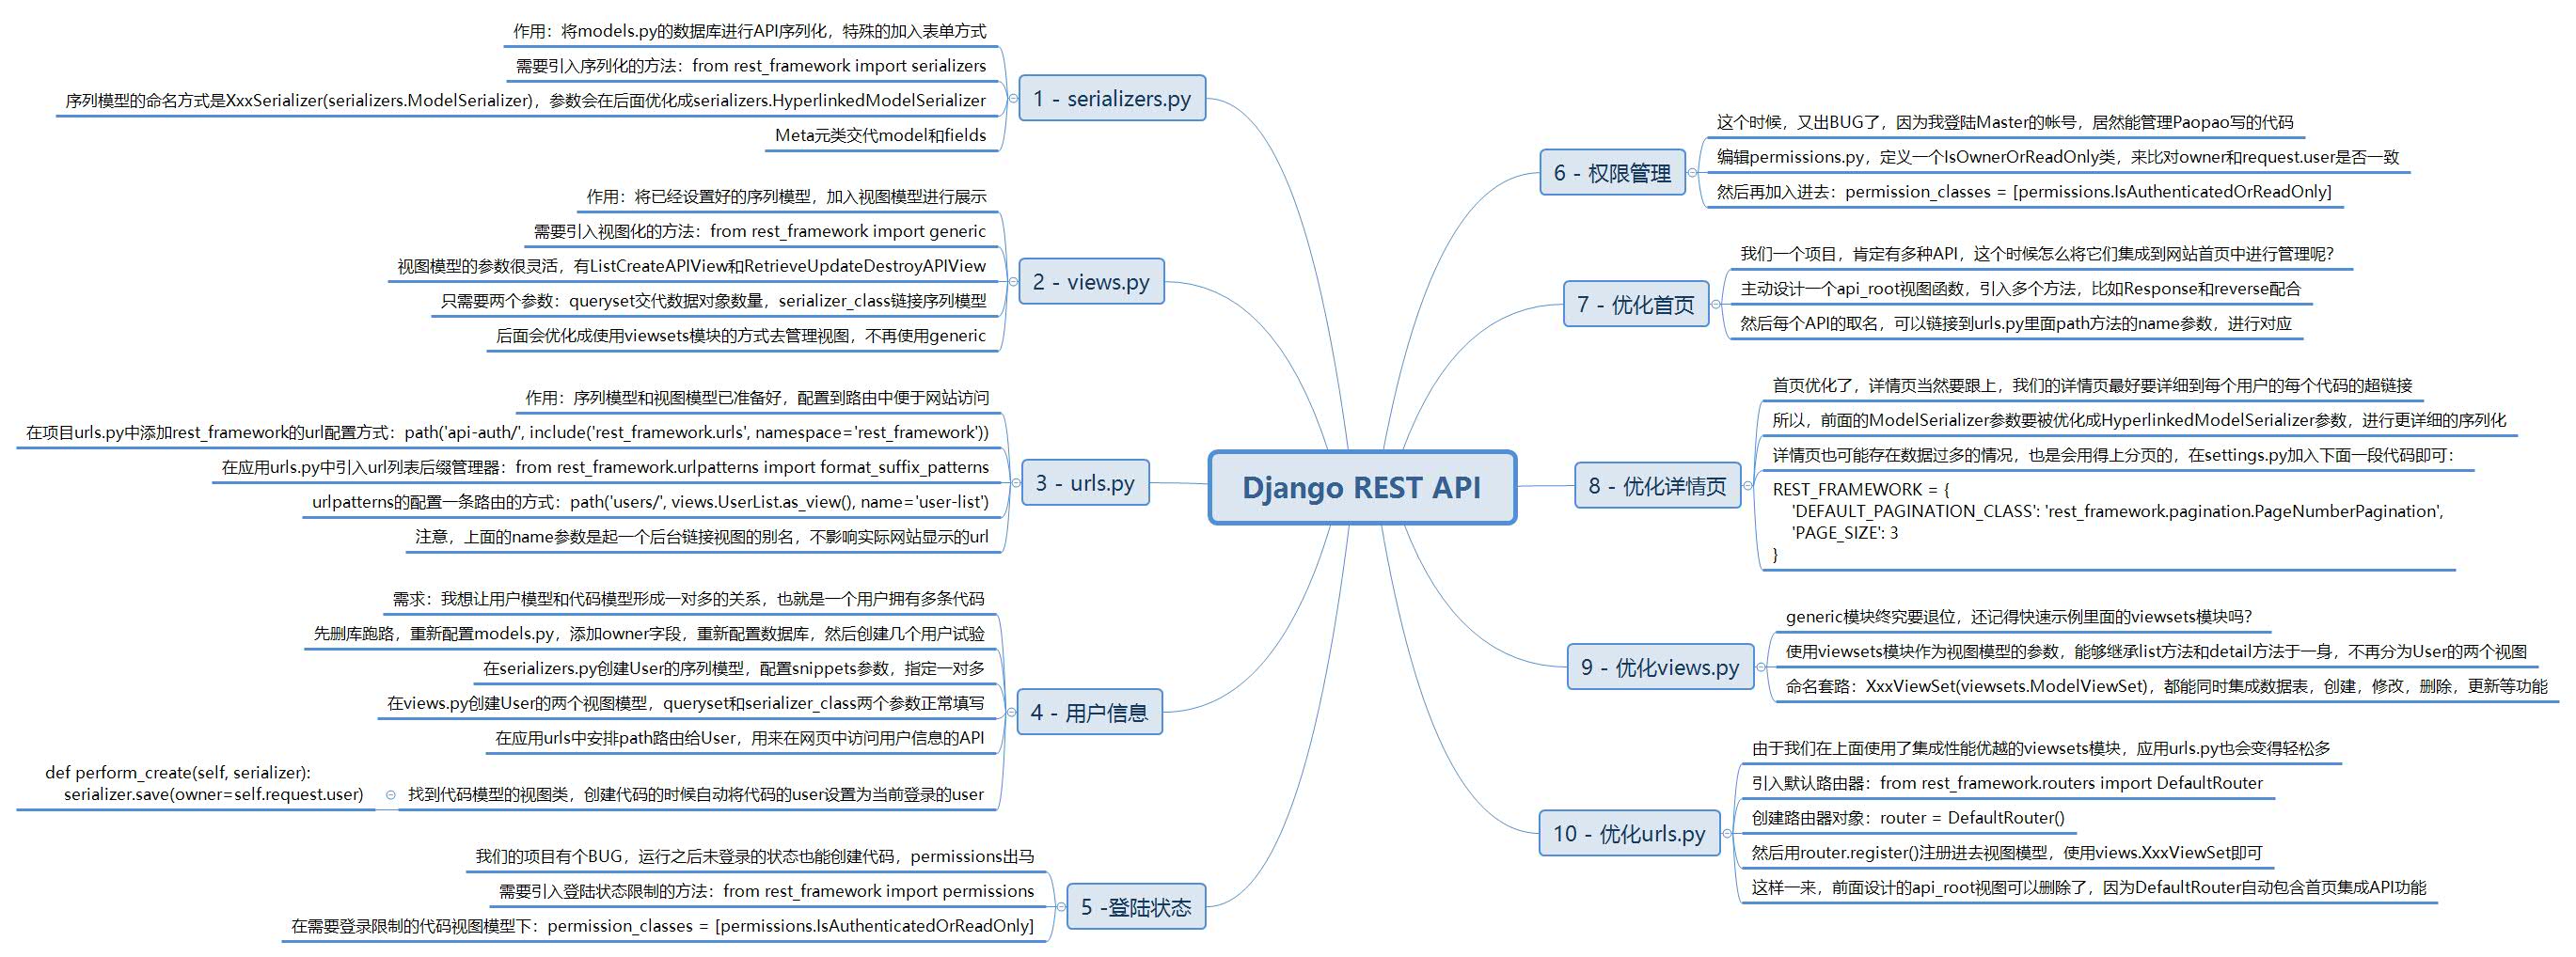 Django REST API
1 - serializers.py
作用：将models.py的数据库进行API序列化，特殊的加入表单方式
需要引入序列化的方法：from rest_framework import serializers
序列模型的命名方式是XxxSerializer(serializers.ModelSerializer)，参数会在后面优化成serializers.HyperlinkedModelSerializer
Meta元类交代model和fields
2 - views.py
作用：将已经设置好的序列模型，加入视图模型进行展示
需要引入视图化的方法：from rest_framework import generic
视图模型的参数很灵活，有ListCreateAPIView和RetrieveUpdateDestroyAPIView
只需要两个参数：queryset交代数据对象数量，serializer_class链接序列模型
后面会优化成使用viewsets模块的方式去管理视图，不再使用generic
3 - urls.py
作用：序列模型和视图模型已准备好，配置到路由中便于网站访问
在项目urls.py中添加rest_framework的url配置方式：path('api-auth/', include('rest_framework.urls', namespace='rest_framework'))
在应用urls.py中引入url列表后缀管理器：from rest_framework.urlpatterns import format_suffix_patterns
urlpatterns的配置一条路由的方式：path('users/', views.UserList.as_view(), name='user-list')
注意，上面的name参数是起一个后台链接视图的别名，不影响实际网站显示的url
4 - 用户信息
需求：我想让用户模型和代码模型形成一对多的关系，也就是一个用户拥有多条代码
先删库跑路，重新配置models.py，添加owner字段，重新配置数据库，然后创建几个用户试验
在serializers.py创建User的序列模型，配置snippets参数，指定一对多
在views.py创建User的两个视图模型，queryset和serializer_class两个参数正常填写
在应用urls中安排path路由给User，用来在网页中访问用户信息的API
找到代码模型的视图类，创建代码的时候自动将代码的user设置为当前登录的user
def perform_create(self, serializer):
serializer.save(owner=self.request.user)
5 -登陆状态
我们的项目有个BUG，运行之后未登录的状态也能创建代码，permissions出马
需要引入登陆状态限制的方法：from rest_framework import permissions
在需要登录限制的代码视图模型下：permission_classes = [permissions.IsAuthenticatedOrReadOnly]
6 - 权限管理
这个时候，又出BUG了，因为我登陆Master的帐号，居然能管理Paopao写的代码
编辑permissions.py，定义一个IsOwnerOrReadOnly类，来比对owner和request.user是否一致
然后再加入进去：permission_classes = [permissions.IsAuthenticatedOrReadOnly]
7 - 优化首页
我们一个项目，肯定有多种API，这个时候怎么将它们集成到网站首页中进行管理呢？
主动设计一个api_root视图函数，引入多个方法，比如Response和reverse配合
然后每个API的取名，可以链接到urls.py里面path方法的name参数，进行对应
8 - 优化详情页
首页优化了，详情页当然要跟上，我们的详情页最好要详细到每个用户的每个代码的超链接
所以，前面的ModelSerializer参数要被优化成HyperlinkedModelSerializer参数，进行更详细的序列化
详情页也可能存在数据过多的情况，也是会用得上分页的，在settings.py加入下面一段代码即可：
REST_FRAMEWORK = {
'DEFAULT_PAGINATION_CLASS': 'rest_framework.pagination.PageNumberPagination',
'PAGE_SIZE': 3
}
9 - 优化views.py
generic模块终究要退位，还记得快速示例里面的viewsets模块吗？
使用viewsets模块作为视图模型的参数，能够继承list方法和detail方法于一身，不再分为User的两个视图
命名套路：XxxViewSet(viewsets.ModelViewSet)，都能同时集成数据表，创建，修改，删除，更新等功能
10 - 优化urls.py
由于我们在上面使用了集成性能优越的viewsets模块，应用urls.py也会变得轻松多
引入默认路由器：from rest_framework.routers import DefaultRouter
创建路由器对象：router = DefaultRouter()
然后用router.register()注册进去视图模型，使用views.XxxViewSet即可
这样一来，前面设计的api_root视图可以删除了，因为DefaultRouter自动包含首页集成API功能